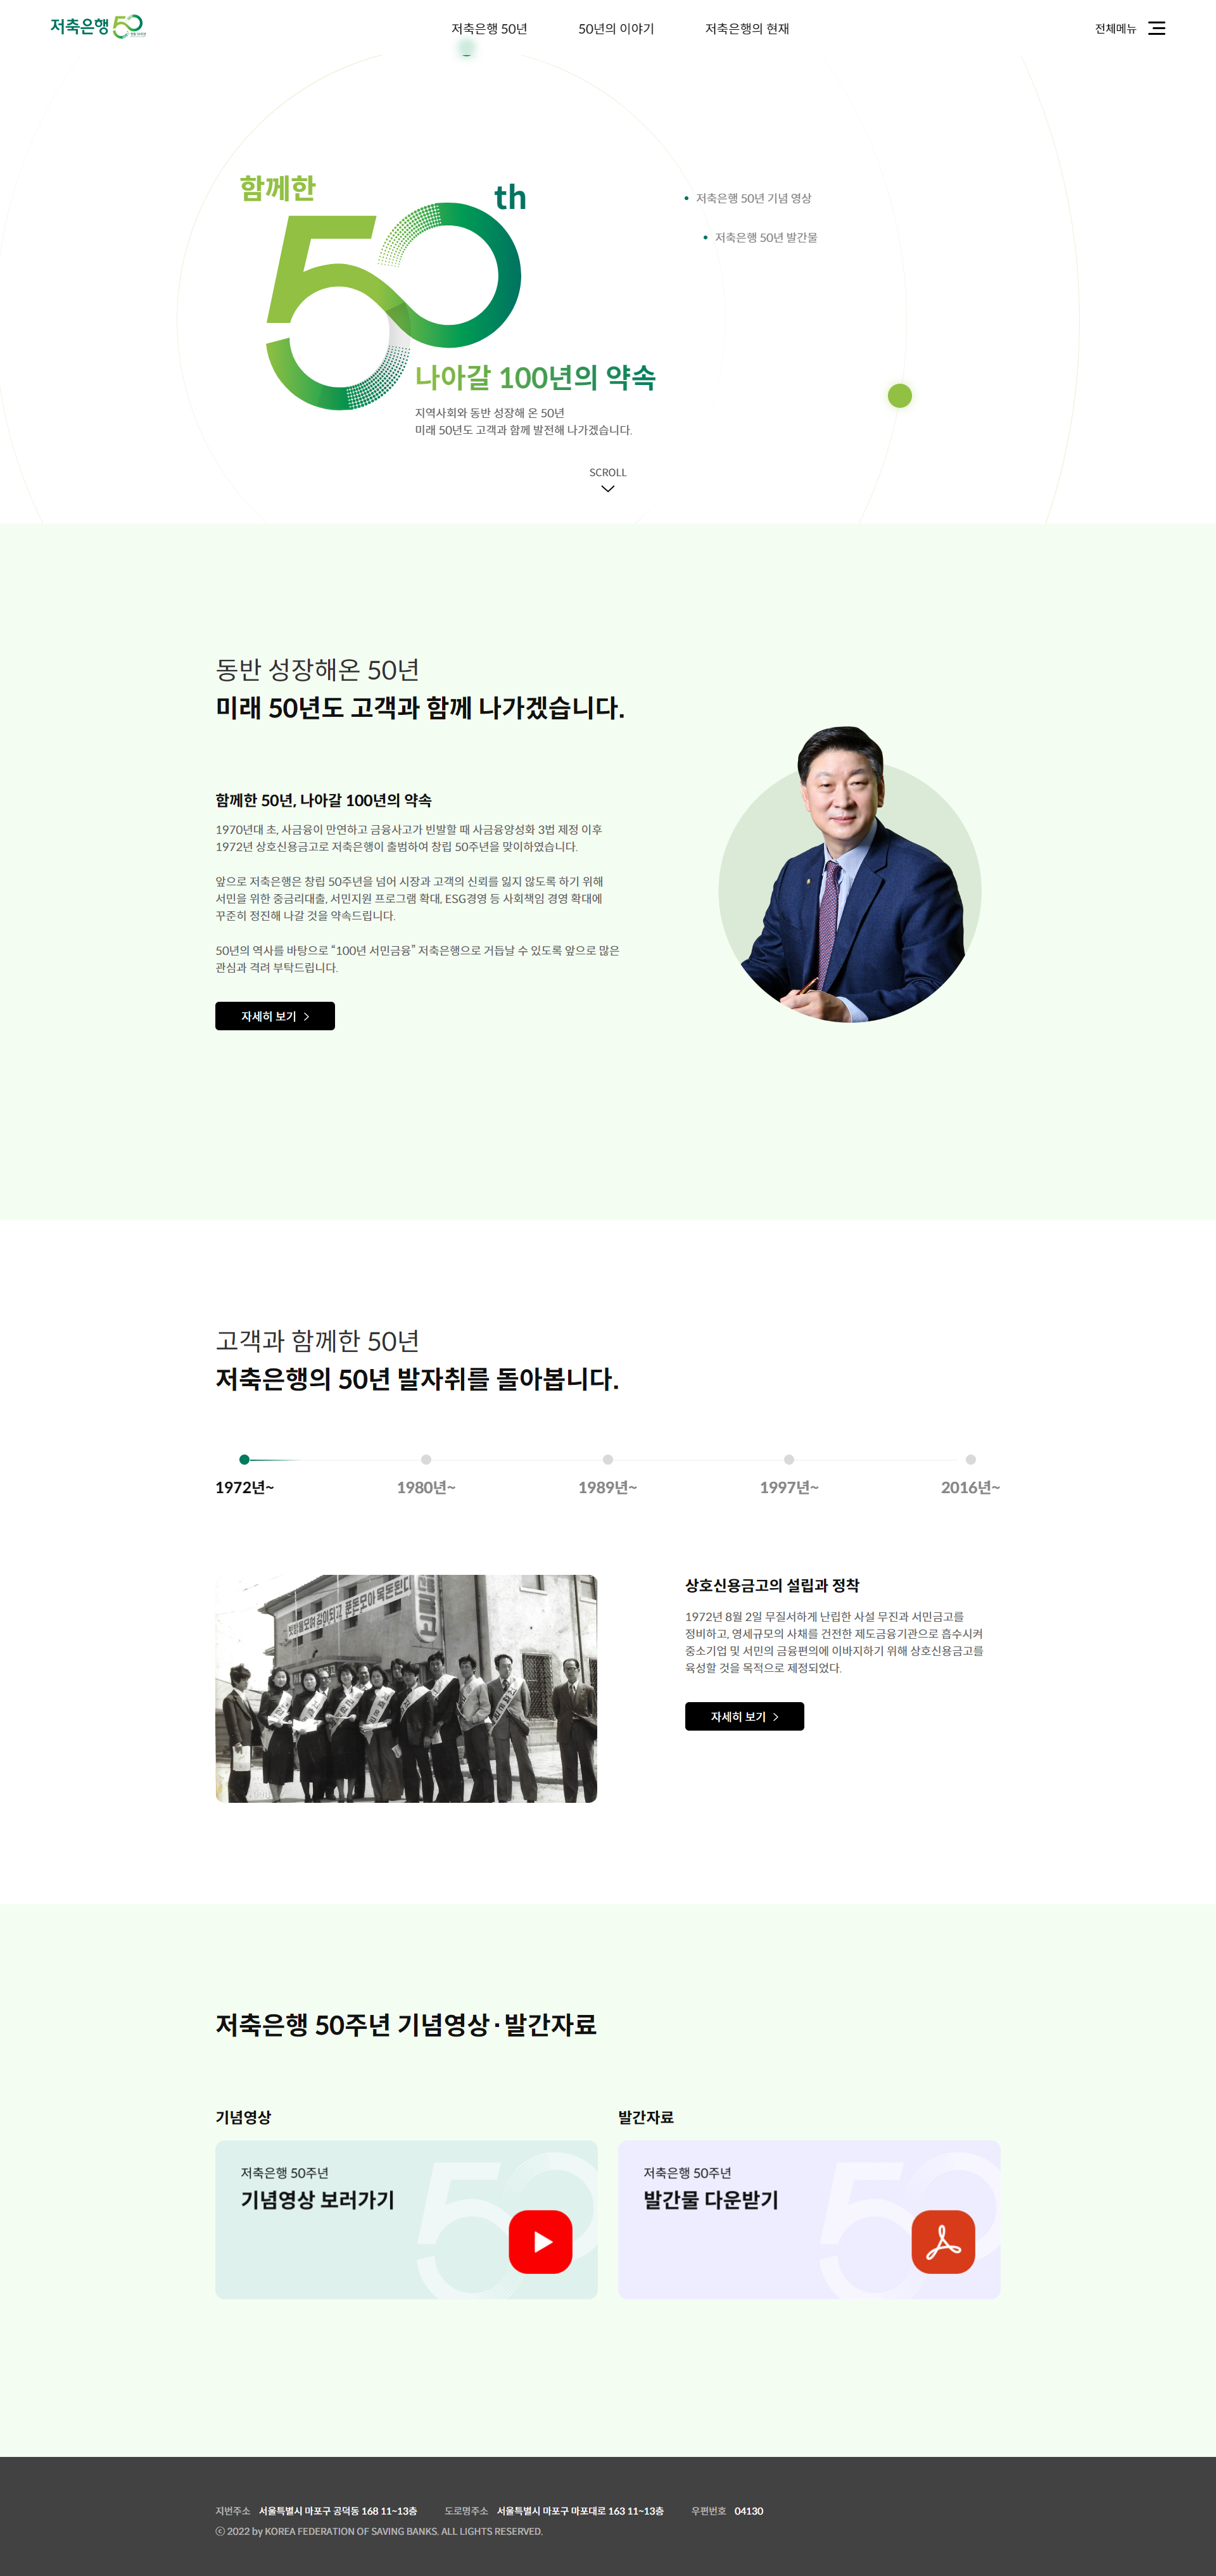 저축은행 50
저축은행 50년
50년의 이야기
저축은행의 현재
전체메뉴
함께한
50th
나아갈 100년의 약속
지역사회와 동반 성장해 온 50년
미래 50년도 고객과 함께 발전해 나가겠습니다.
저축은행 50년 기념 영상
저축은행 50년 발간물
SCROLL
동반 성장해온 50년
미래 50년도 고객과 함께 나가겠습니다.
함께한 50년, 나아갈 100년의 약속
1970년대 초, 사금융이 만연하고 금융사고가 빈발할 때 사금융양성화 3법 제정 이후
1972년 상호신용금고로 저축은행이 출범하여 창립 50주년을 맞이하였습니다.
앞으로 저축은행은 창립 50주년을 넘어 시장과 고객의 신뢰를 잃지 않도록 하기 위해
서민을 위한 중금리대출, 서민지원 프로그램 확대, ESG경영 등 사회책임 경영 확대에
꾸준히 정진해 나갈 것을 약속드립니다.
50년의 역사를 바탕으로 “100년 서민금융” 저축은행으로 거듭날 수 있도록 앞으로 많은
관심과 격려 부탁드립니다.
자세히 보기
고객과 함께한 50년
저축은행의 50년 발자취를 돌아봅니다.
1972년~
1980년~
1989년~
1997년~
2016년~
상호신용금고의 설립과 정착
1972년 8월 2일 무질서하게 난립한 사설 무진과 서민금고를
정비하고, 영세규모의 사채를 건전한 제도금융기관으로 흡수시켜
중소기업 및 서민의 금융편의에 이바지하기 위해 상호신용금고를
육성할 것을 목적으로 제정되었다.
자세히 보기
저축은행 50주년 기념영상·발간자료
기념영상
저축은행 50주년
기념영상 보러가기
발간자료
저축은행 50주년
발간물 다운받기
지번주소 서울특별시 마포구 공덕동 168 11~13층 도로명주소 서울특별시 마포구 마포대로 163 11~13층 우편번호 04130
ⓒ 2022 by KOREA FEDERATION OF SAVING BANKS. ALL LIGHTS RESERVED.